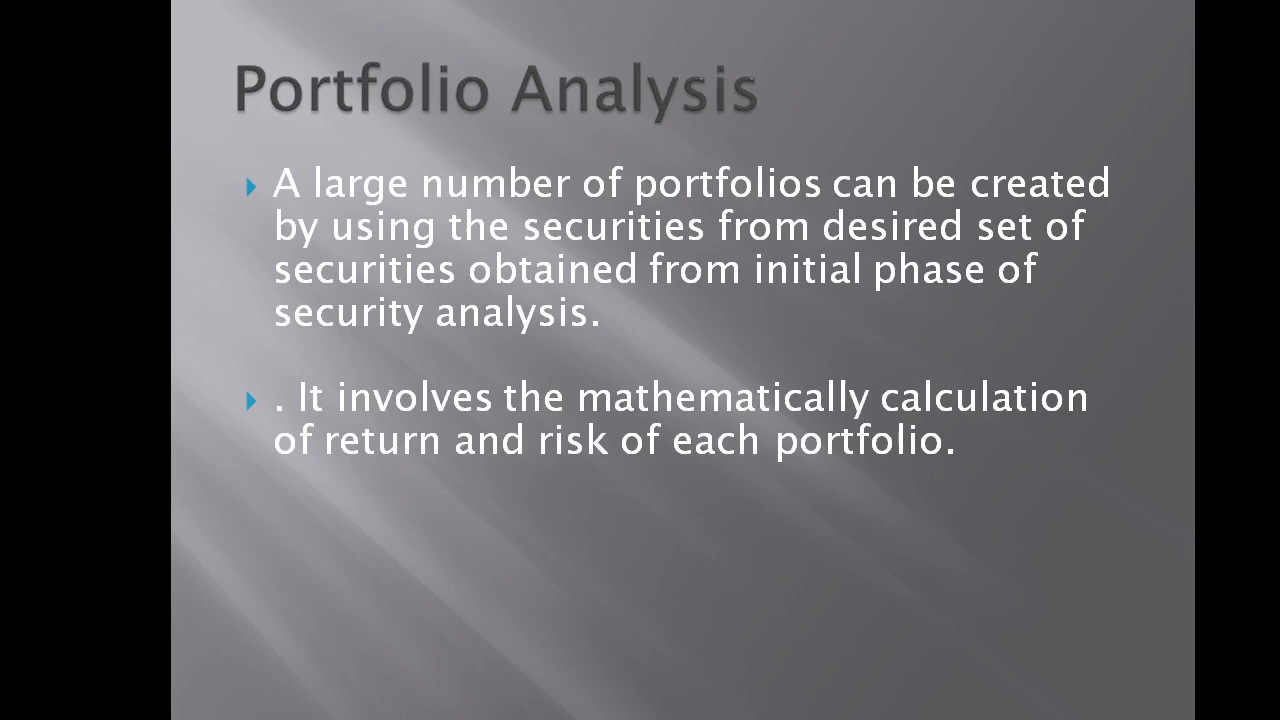 Portfolio Analysis
A large number of portfolios can be created
by using the securities from desired set of
securities obtained from initial phase of
security analysis.
. It involves the mathematically calculation
of return and risk of each portfolio.